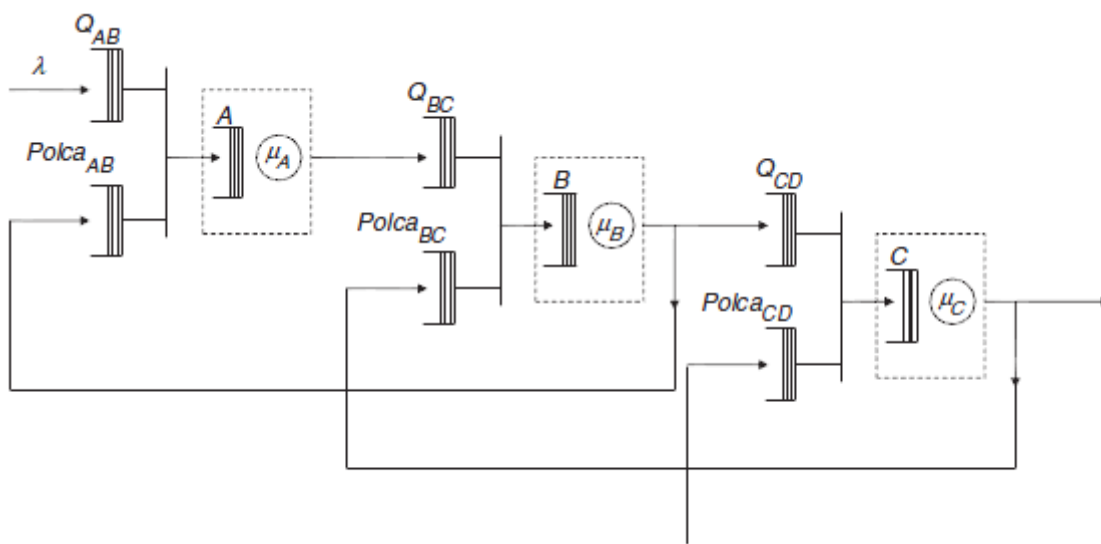 Q_AB
λ
A
μ_A
Polca_AB
Q_BC
B
μ_B
Polca_BC
Q_CD
C
μ_C
Polca_CD